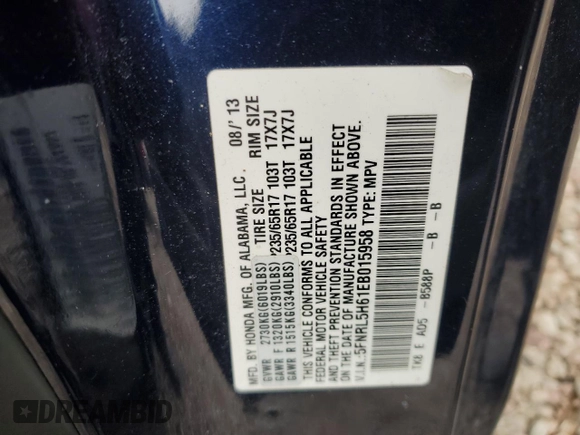 MFD. BY HONDA MFG. OF ALABAMA, LLC. 08/'13
TIRE SIZE RIM SIZE
GVWR 2730KG(6019LBS)
GAWR F 1320KG(2910LBS) P235/65R17 103T 17X7J
GAWR R 1515KG(3340LBS) P235/65R17 103T 17X7J
THIS VEHICLE CONFORMS TO ALL APPLICABLE
FEDERAL MOTOR VEHICLE SAFETY
AND THEFT PREVENTION STANDARDS IN EFFECT
ON THE DATE OF MANUFACTURE SHOWN ABOVE.
V.I.N.:5FNRL5H61EB015958 TYPE: MPV
TK8 E A05 -B588P -B -B
DREAMBID